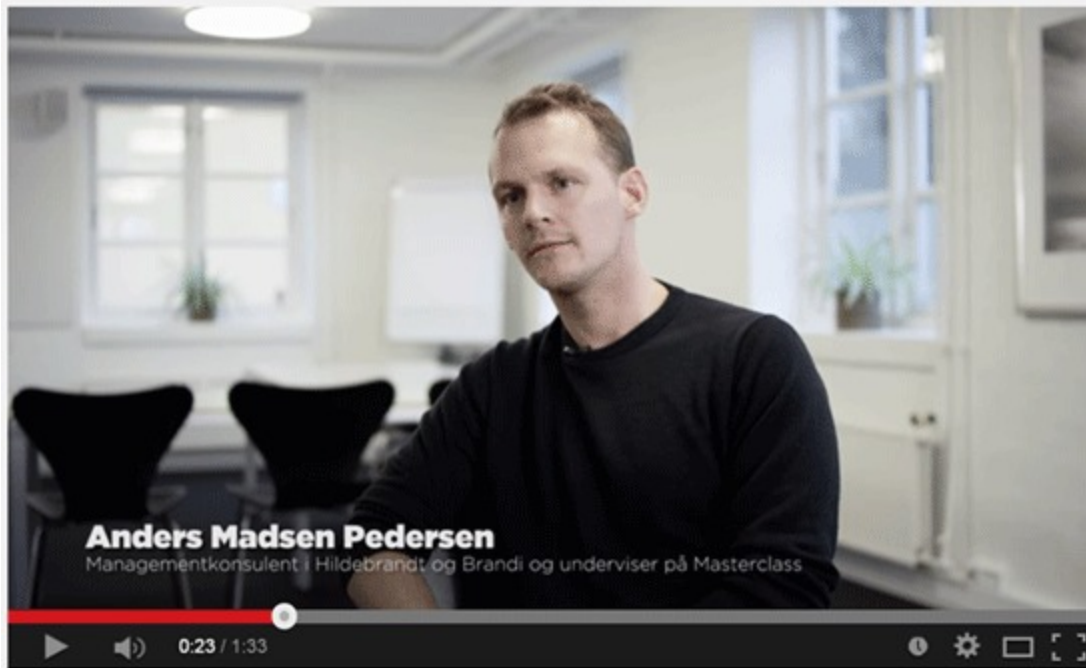 Anders Madsen Pedersen
Managementkonsulent i Hildebrandt og Brandi og underviser på Masterclass
0:23 / 1:33